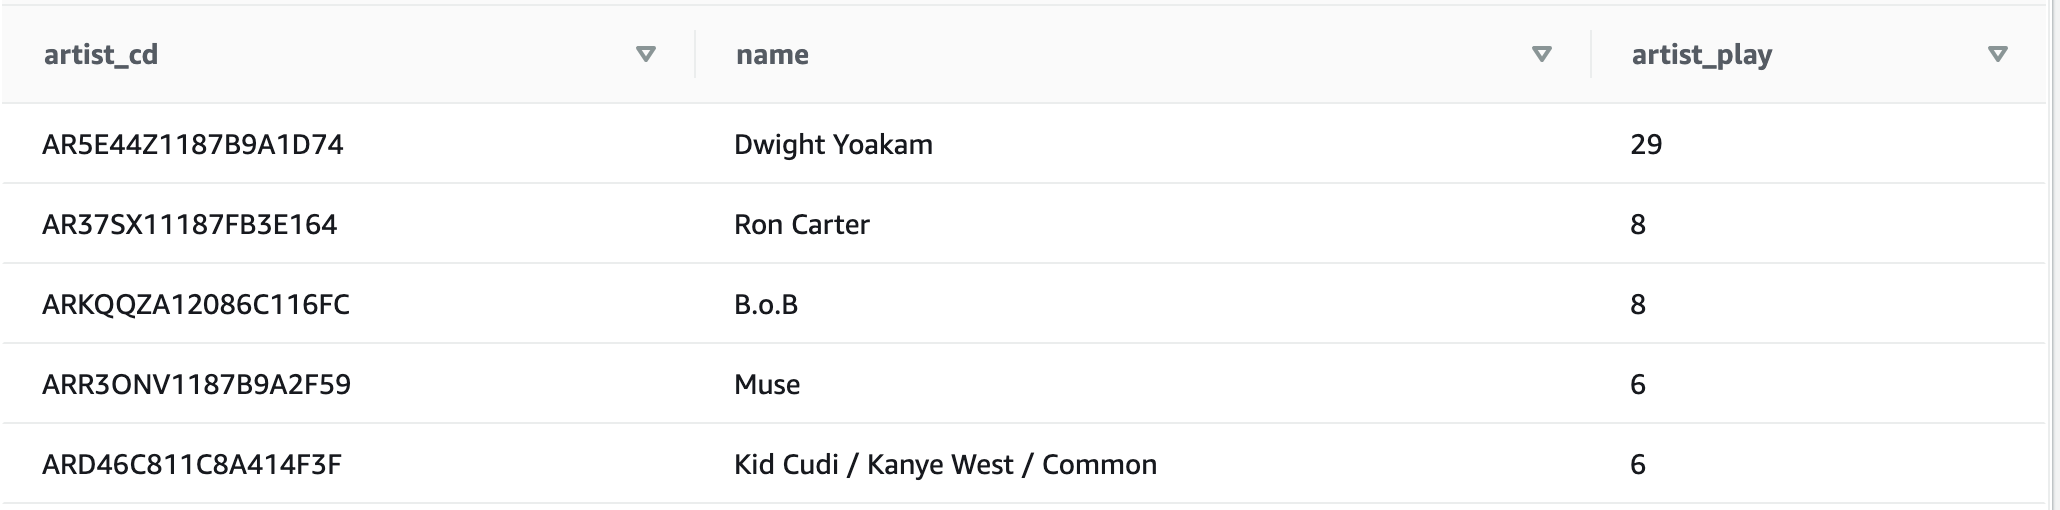 artist_cd name artist_play
AR5E44Z1187B9A1D74 Dwight Yoakam 29
AR37SX11187FB3E164 Ron Carter 8
ARKQQZA12086C116FC B.o.B 8
ARR3ONV1187B9A2F59 Muse 6
ARD46C811C8A414F3F Kid Cudi / Kanye West / Common 6